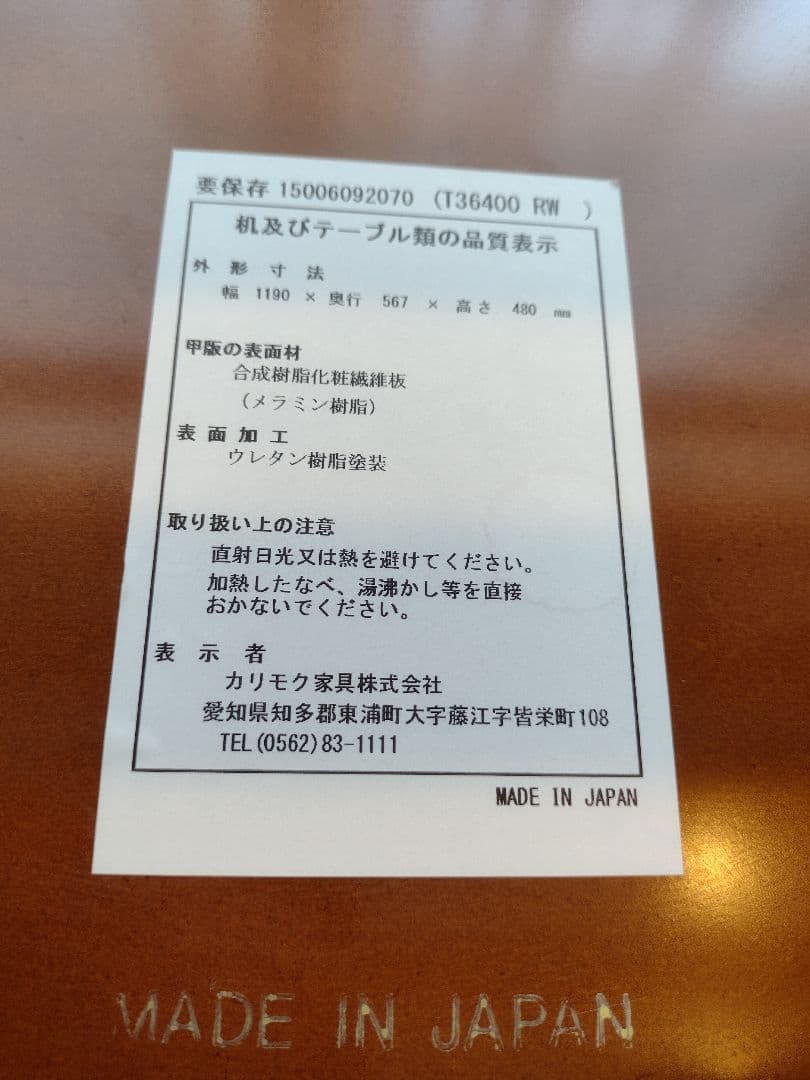 要保存 15006092070 (T36400 RW )
机及びテーブル類の品質表示
外 形 寸 法
幅 1190 × 奥行 567 × 高さ 480 mm
甲版の表面材
合成樹脂化粧繊維板
(メラミン樹脂)
表 面 加 工
ウレタン樹脂塗装
取り扱い上の注意
直射日光又は熱を避けてください。
加熱したなべ、湯沸かし等を直接
おかないでください。
表 示 者
カリモク家具株式会社
愛知県知多郡東浦町大字藤江字皆栄町108
TEL(0562)83-1111
MADE IN JAPAN
MADE IN JAPAN